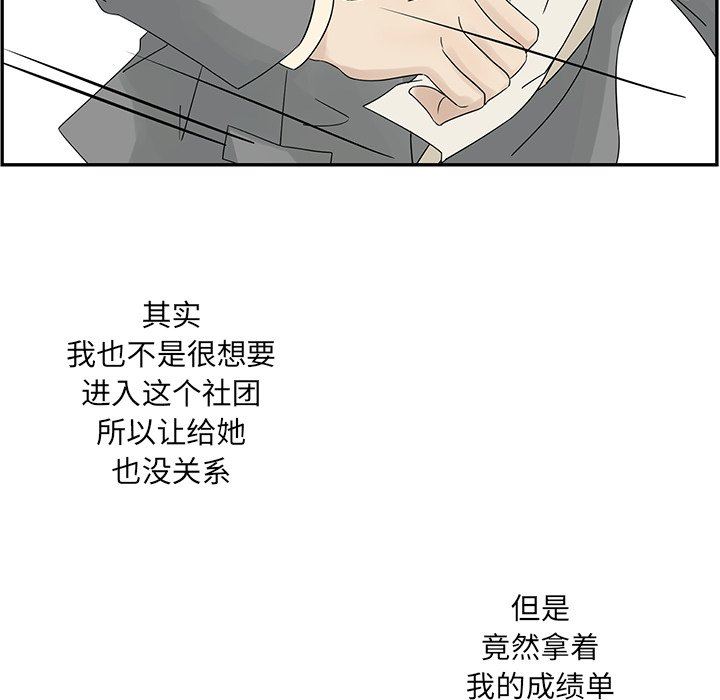 其实
我也不是很想要
进入这个社团
所以让给她
也没关系
但是
竟然拿着
我的成绩单